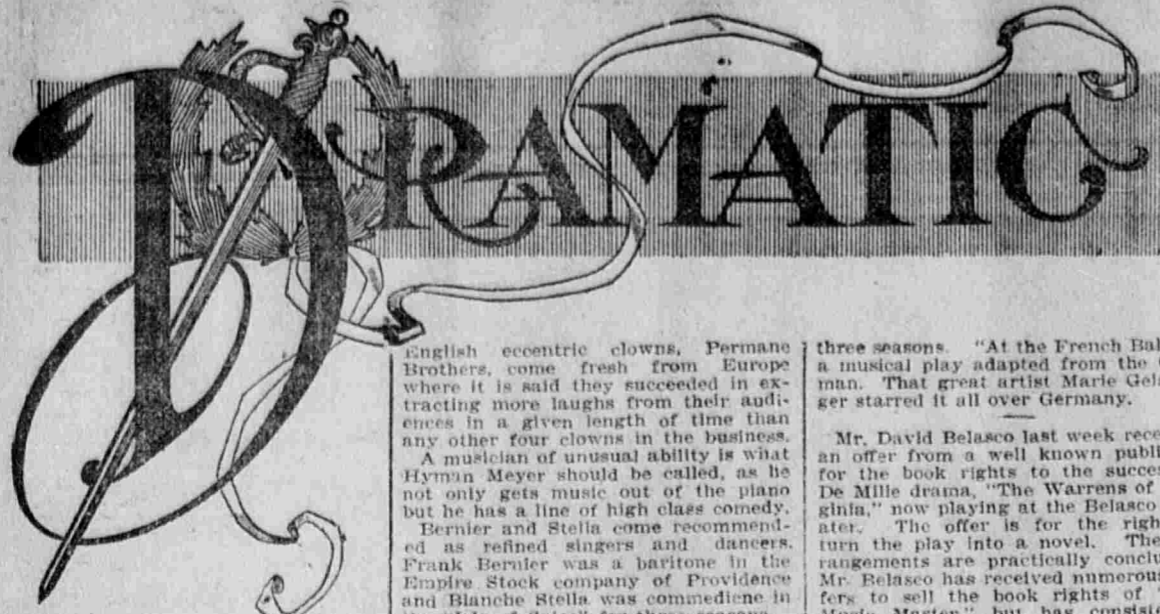 DRAMATIC
English eccentric clowns, Permane
Brothers, come fresh from Europe
where it is said they succeeded in ex-
tracting more laughs from their audi-
ences in a given length of time than
any other four clowns in the business.
A musician of unusual ability is what
Hyman Meyer should be called, as he
not only gets music out of the piano
but he has a line of high class comedy.
Bernier and Stella come recommend-
ed as refined singers and dancers.
Frank Bernier was a baritone in the
Empire Stock company of Providence
and Blanche Stella was commediene in
three seasons. "At the French Bal
a musical play adapted from the
man. That great artist Marie Geis
ger starred it all over Germany.
Mr. David Belasco last week rece
an offer from a well known publi
for the book rights to the succes
De Mille drama, "The Warrens of
ginia," now playing at the Belasco
ater. The offer is for the righ
turn the play into a novel. The
rangements are practically conclu
Mr. Belasco has received numerous
fers to sell the book rights of